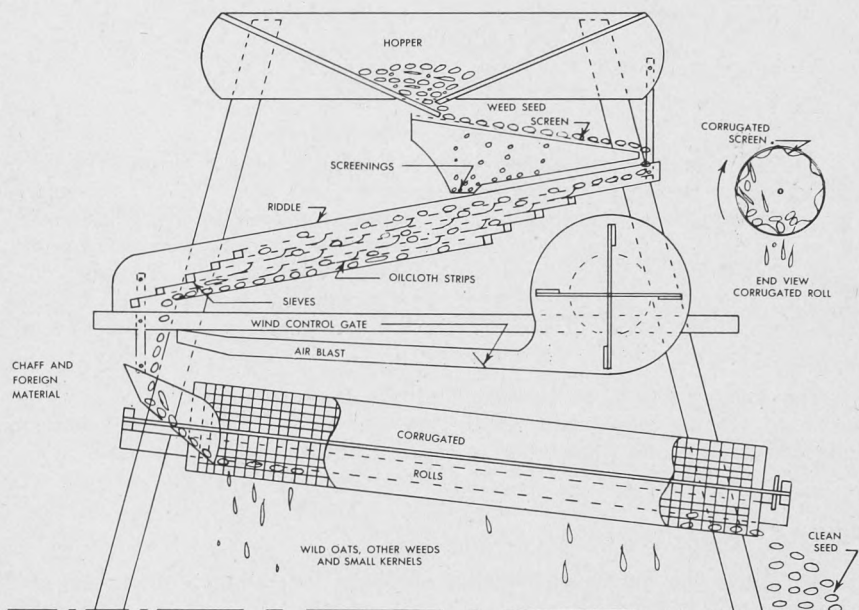 HOPPER
WEED SEED
SCREEN
CORRUGATED
SCREEN
SCREENINGS
RIDDLE
END VIEW
CORRUGATED ROLL
OILCLOTH STRIPS
SIEVES
WIND CONTROL GATE
AIR BLAST
CHAFF AND
FOREIGN
MATERIAL
CORRUGATED
ROLLS
WILD OATS, OTHER WEEDS
AND SMALL KERNELS
CLEAN
SEED